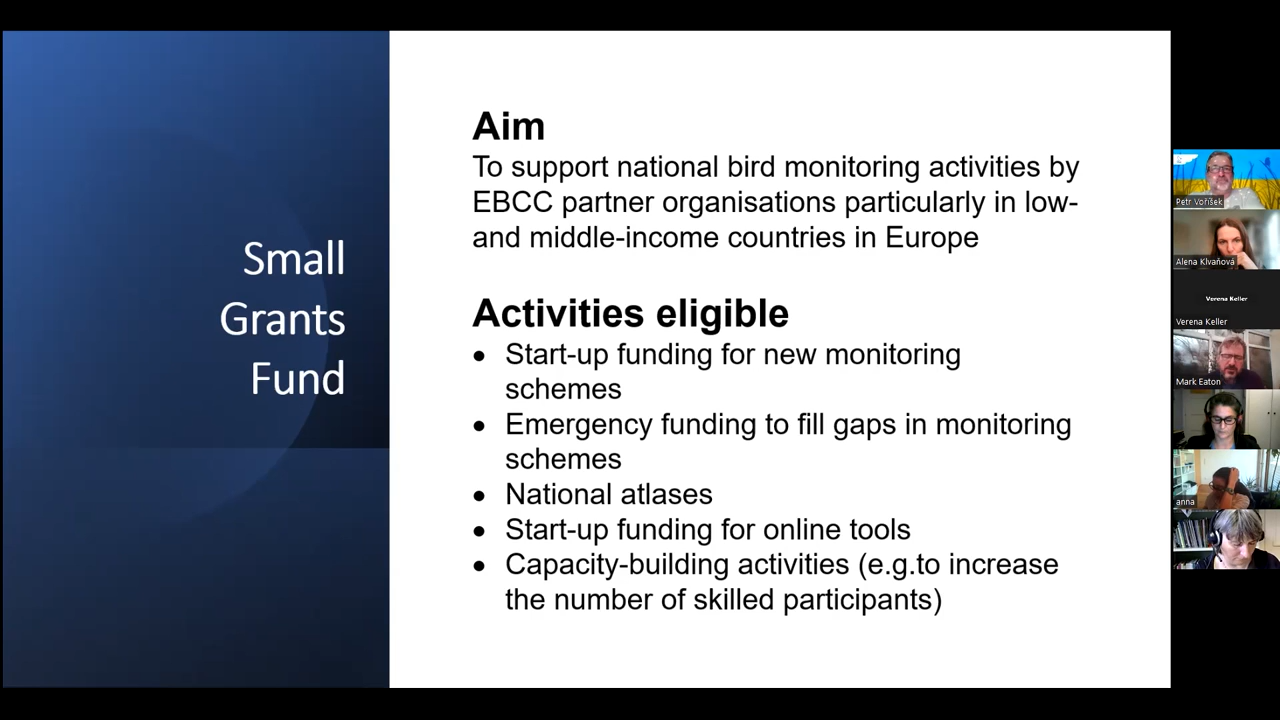 Small
Grants
Fund
Aim
To support national bird monitoring activities by
EBCC partner organisations particularly in low-
and middle-income countries in Europe
Activities eligible
• Start-up funding for new monitoring
schemes
• Emergency funding to fill gaps in monitoring
schemes
• National atlases
• Start-up funding for online tools
• Capacity-building activities (e.g.to increase
the number of skilled participants)
Petr Voříšek
Alena Klvaňová
Verena Keller
Verena Keller
Mark Eaton
anna